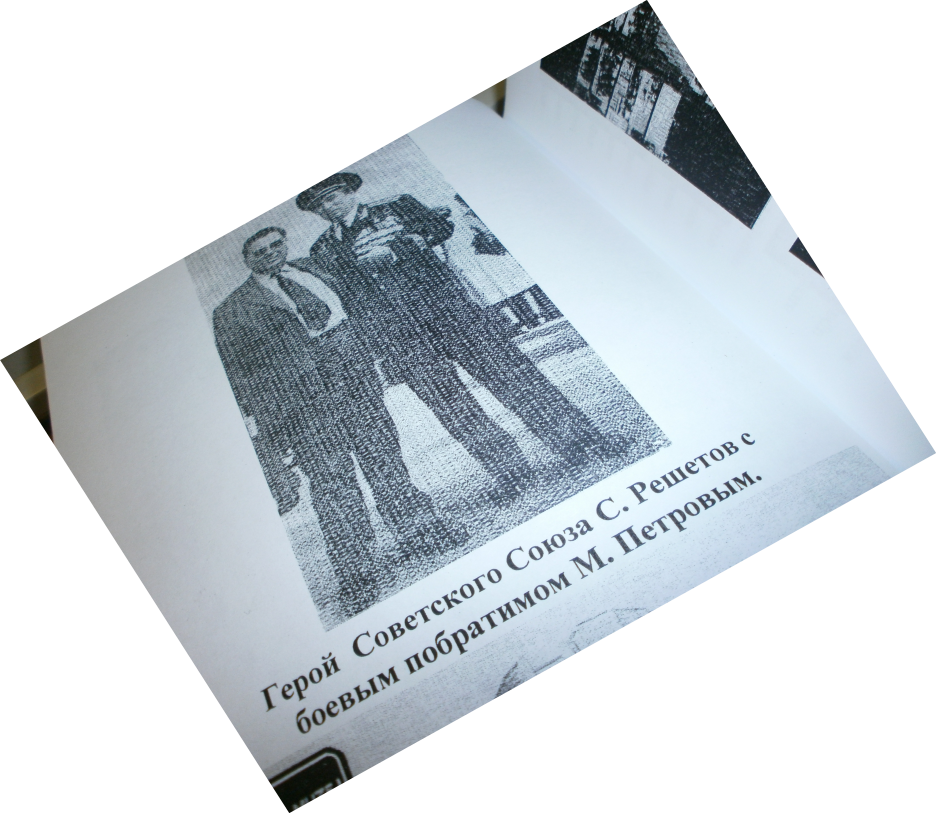 Герой Советского Союза С. Решетов с
боевым побратимом М. Петровым.